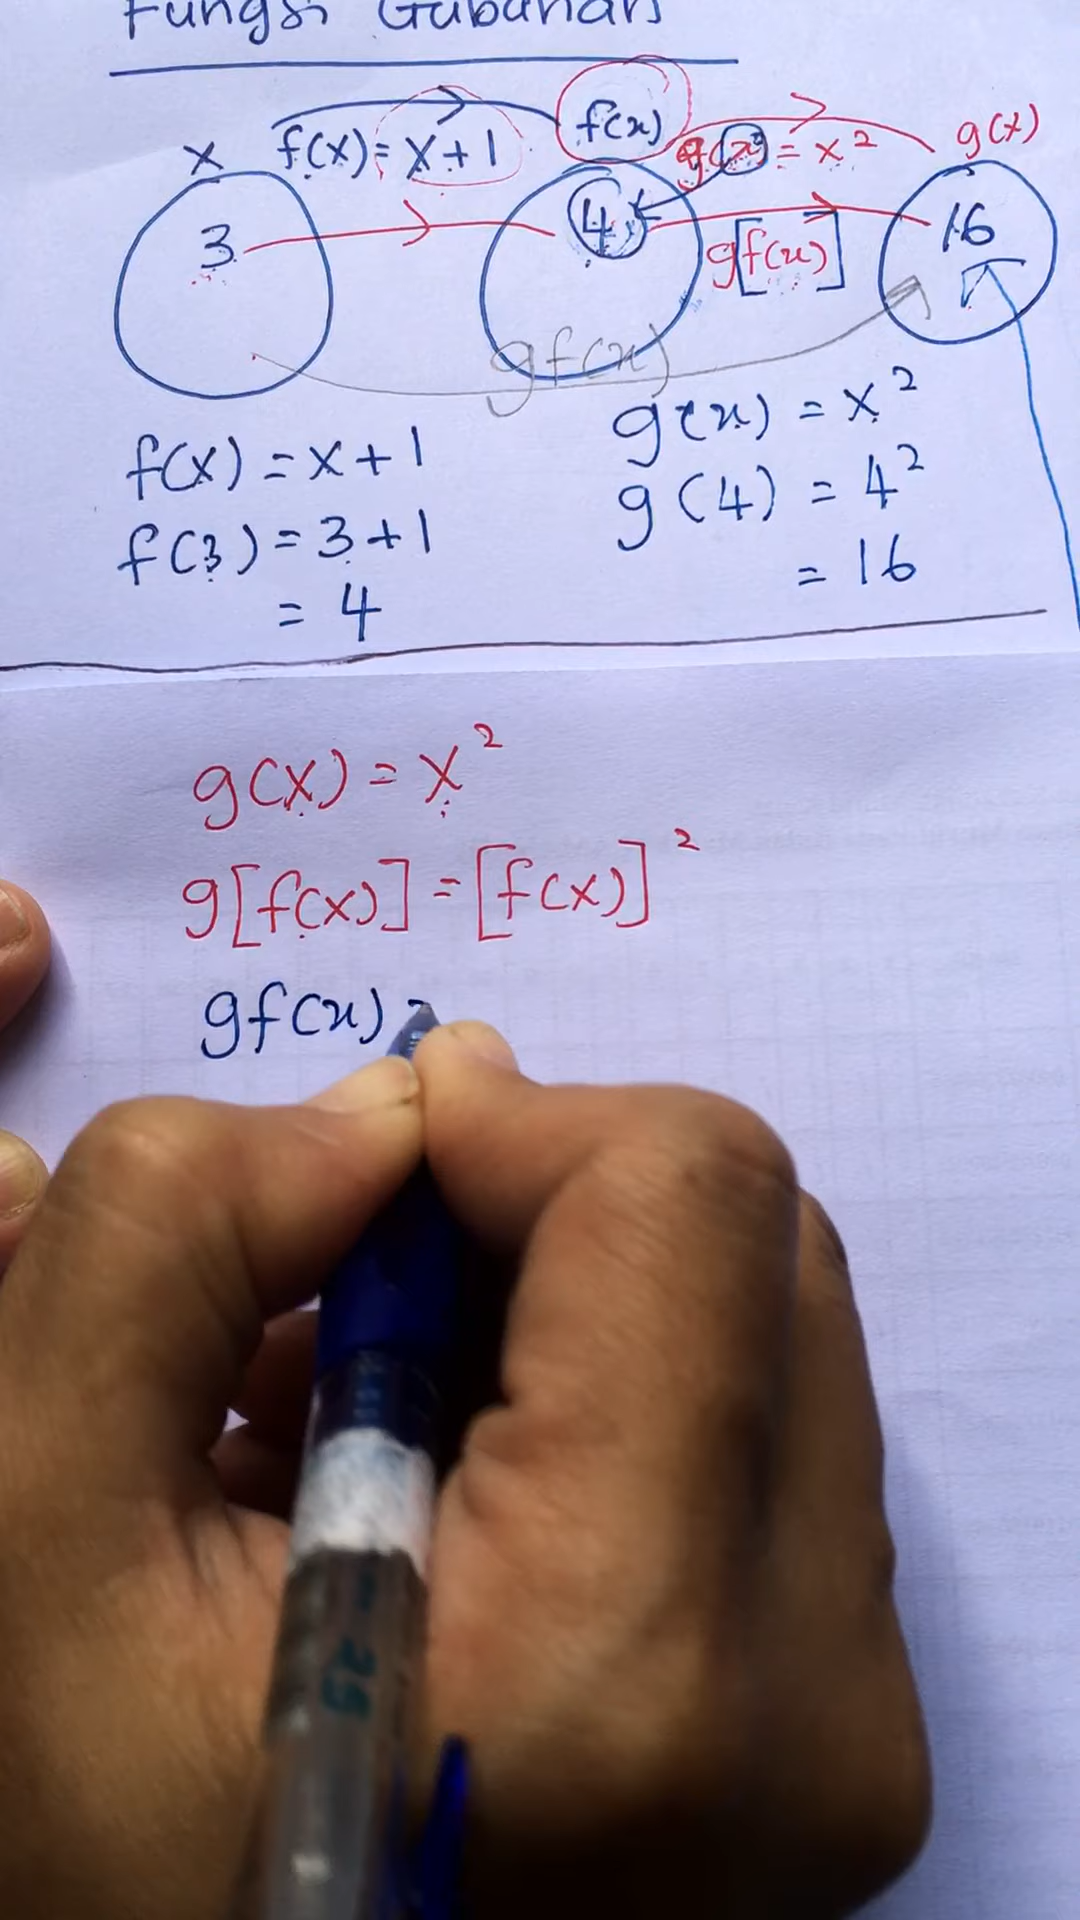 Fungsi Gubahan
x f(x) = x + 1 f(x) = x² g(x)
3 4 g[f(x)] 16
gf(x)
f(x) = x + 1
f(3) = 3 + 1
= 4
g(x) = x²
g(4) = 4²
= 16
g(x) = x²
g[f(x)] = [f(x)]²
gf(x) =